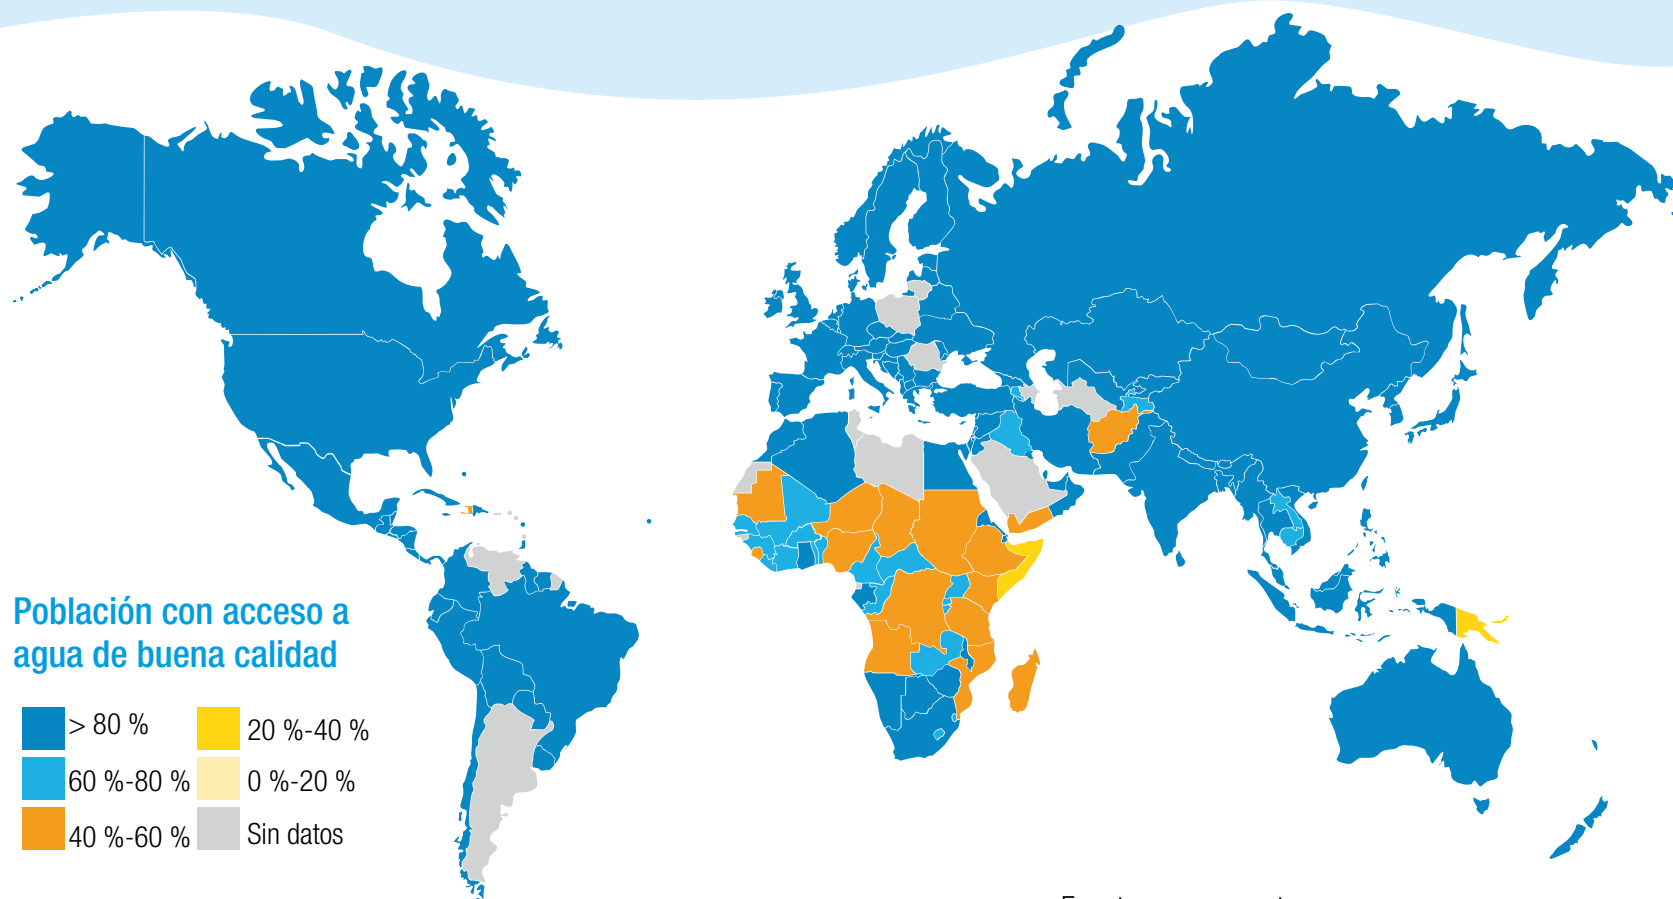 Población con acceso a
agua de buena calidad
> 80 %
20 %-40 %
60 %-80 %
0 %-20 %
40 %-60 %
Sin datos